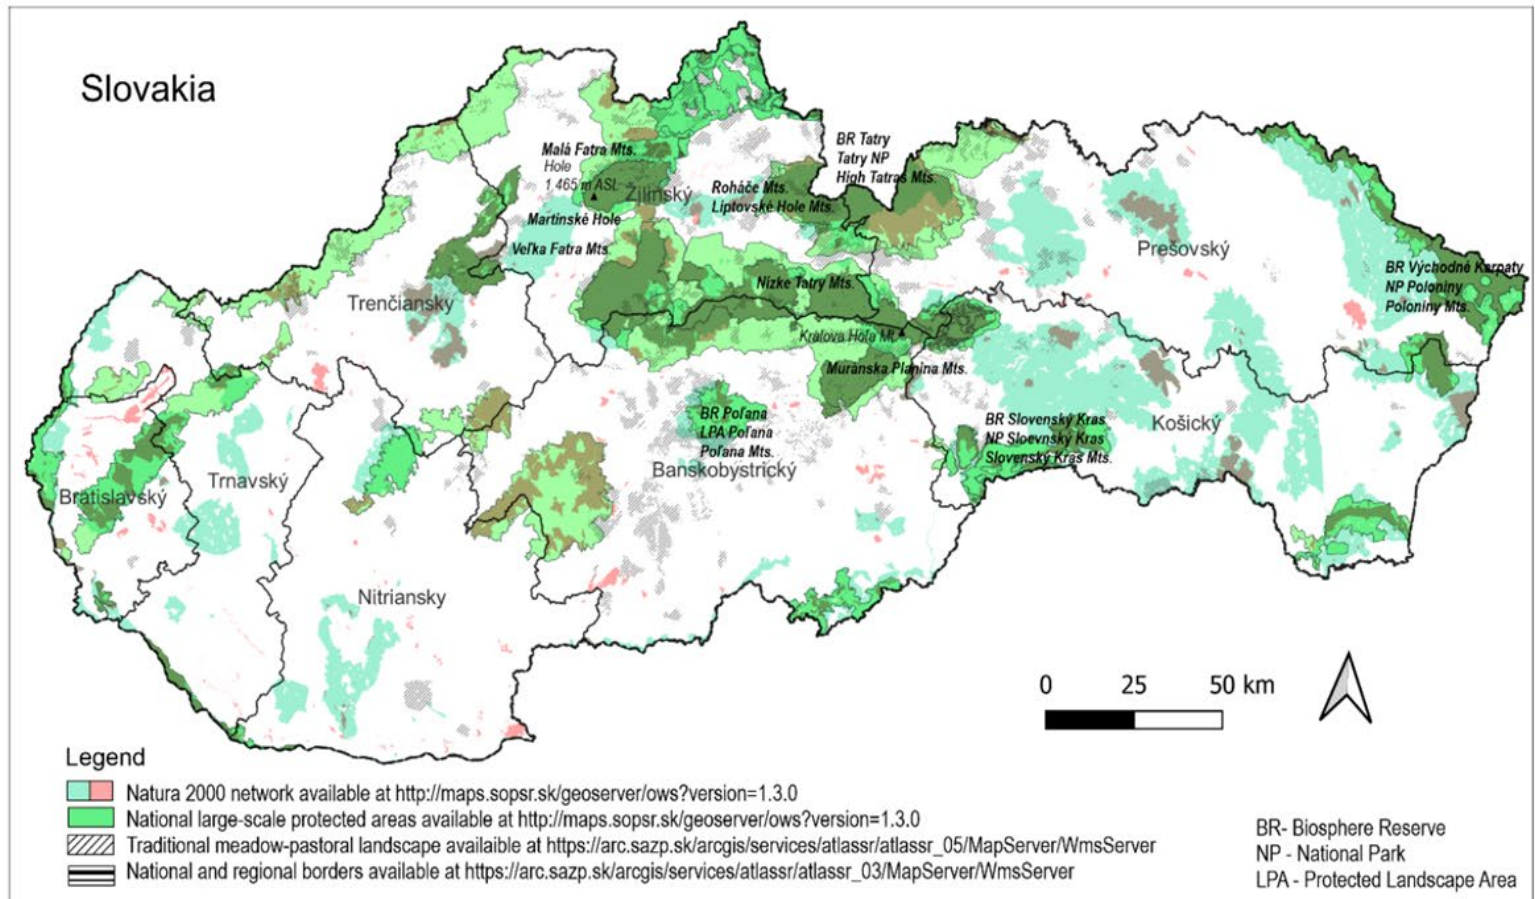 Slovakia
BR Tatry
Tatry NP
High Tatras Mts.
Malá Fatra Mts.
Hole
1 465 m ASL
Žilinský
Roháče Mts.
Liptovské Hole Mts.
Martinské Hole
Veľká Fatra Mts.
Prešovský
BR Východné Karpaty
NP Poloniny
Poloniny Mts.
Nízke Tatry Mts.
Trenčiansky
Kráľova Hoľa Mt.
Muránska Planina Mts.
BR Poľana
LPA Poľana
Poľana Mts.
BR Slovenský Kras
NP Sloevnský Kras
Slovenský Kras Mts.
Košický
Banskobystrický
Trnavský
Bratislavský
Nitriansky
0 25 50 km
Legend
Natura 2000 network available at http://maps.sopsr.sk/geoserver/ows?version=1.3.0
National large-scale protected areas available at http://maps.sopsr.sk/geoserver/ows?version=1.3.0
Traditional meadow-pastoral landscape availaible at https://arc.sazp.sk/arcgis/services/atlassr/atlassr_05/MapServer/WmsServer
National and regional borders available at https://arc.sazp.sk/arcgis/services/atlassr/atlassr_03/MapServer/WmsServer
BR- Biosphere Reserve
NP - National Park
LPA - Protected Landscape Area